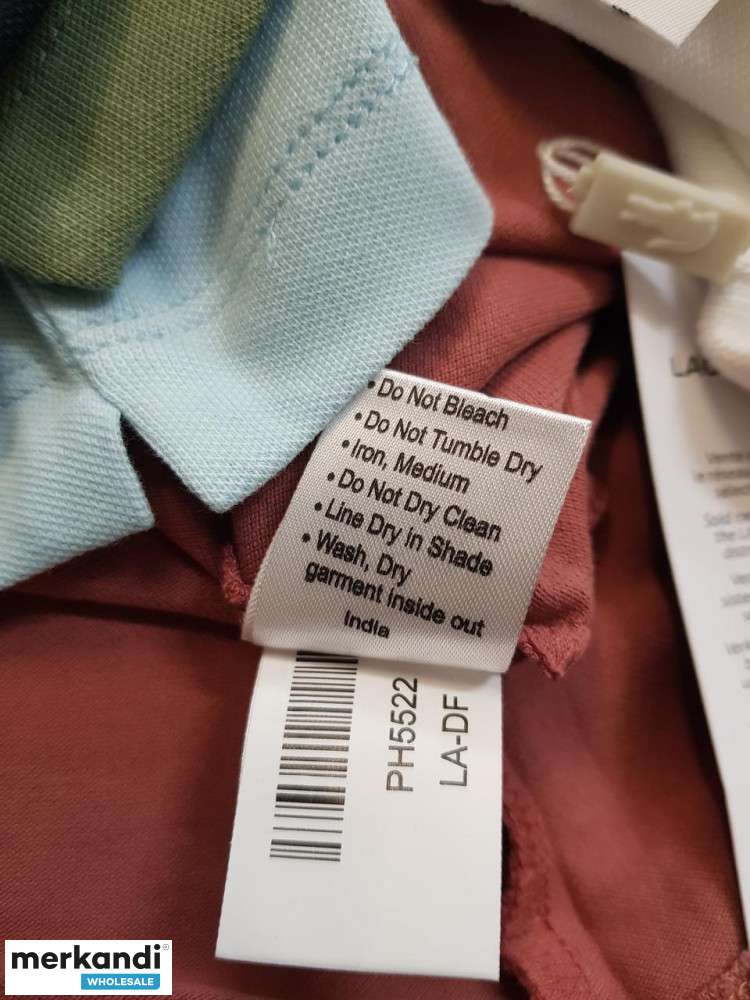 • Do Not Bleach
• Do Not Tumble Dry
• Iron, Medium
• Do Not Dry Clean
• Line Dry in Shade
• Wash, Dry
garment inside out
India
PH5522
LA-DF
merkandi®
WHOLESALE